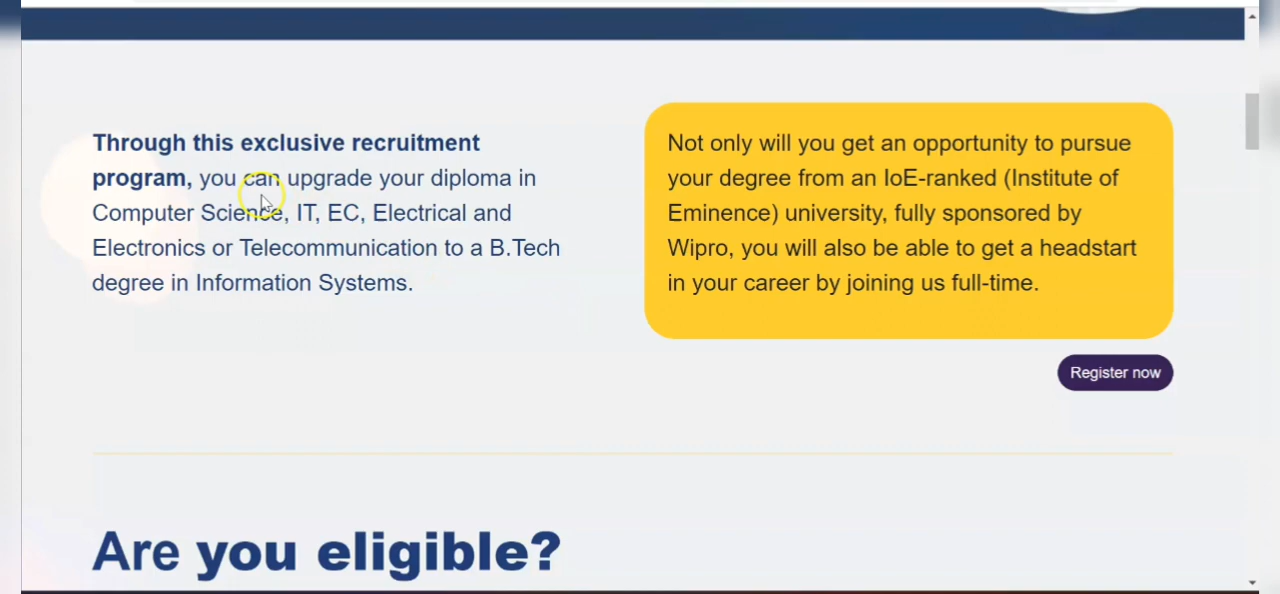 Through this exclusive recruitment
program, you can upgrade your diploma in
Computer Science, IT, EC, Electrical and
Electronics or Telecommunication to a B.Tech
degree in Information Systems.
Not only will you get an opportunity to pursue
your degree from an IoE-ranked (Institute of
Eminence) university, fully sponsored by
Wipro, you will also be able to get a headstart
in your career by joining us full-time.
Register now
Are you eligible?